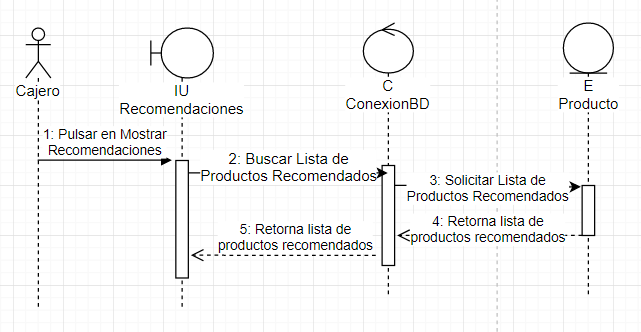 Cajero
IU
Recomendaciones
C
ConexionBD
E
Producto
1: Pulsar en Mostrar
Recomendaciones
2: Buscar Lista de
Productos Recomendados
3: Solicitar Lista de
Productos Recomendados
4: Retorna lista de
productos recomendados
5: Retorna lista de
productos recomendados